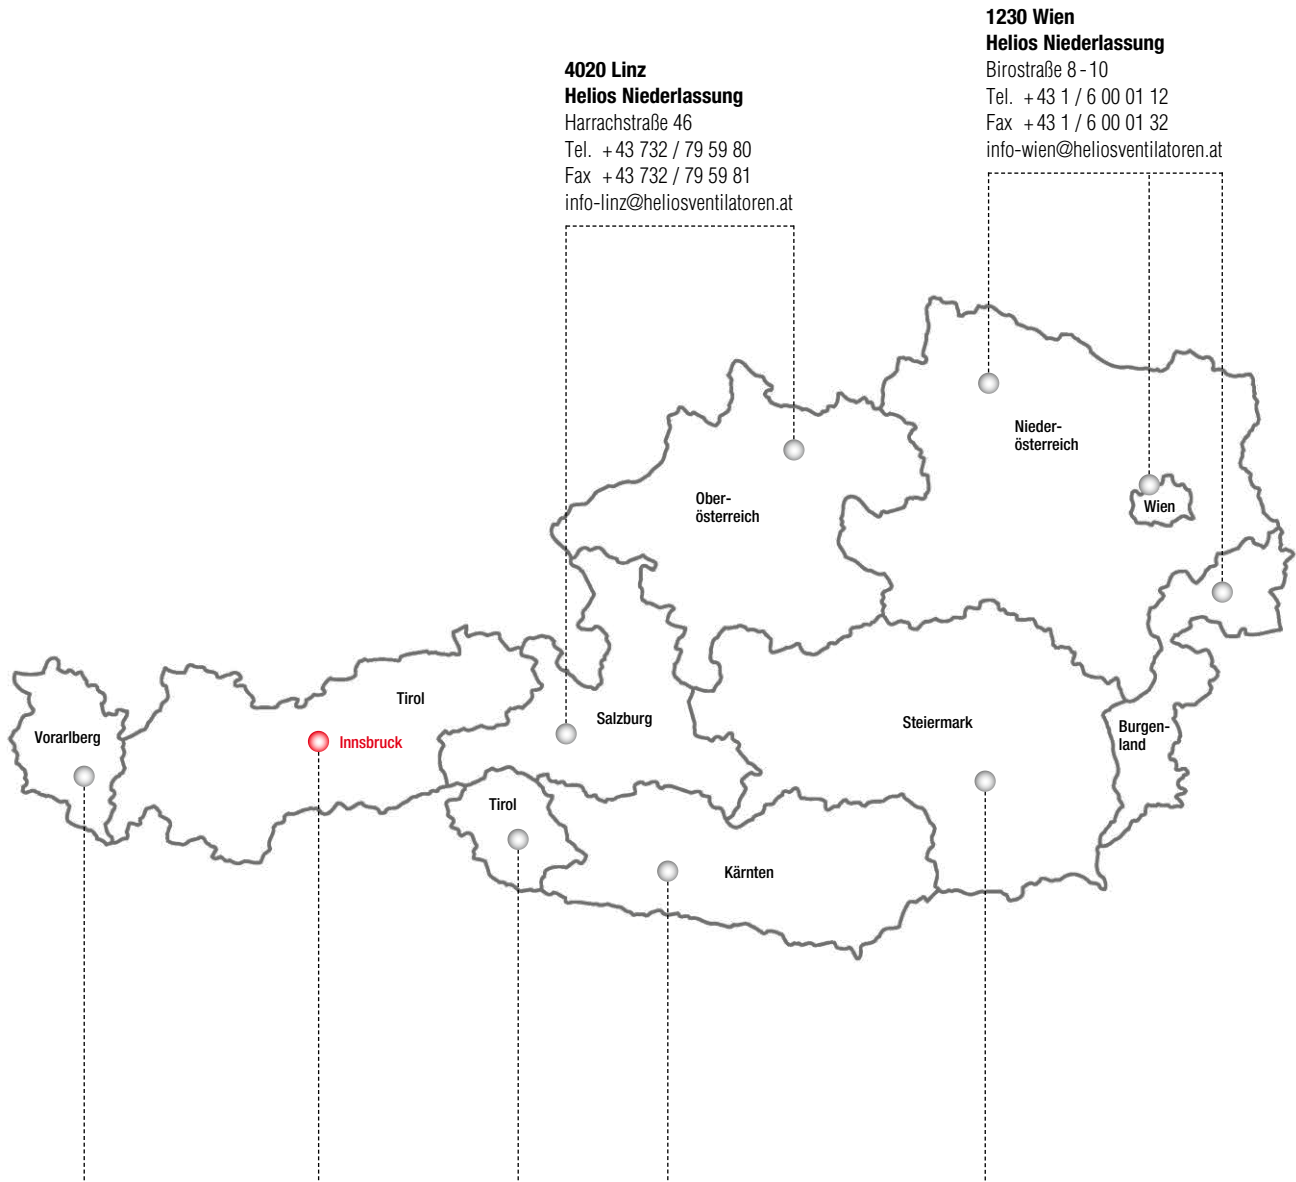 1230 Wien
Helios Niederlassung
Birostraße 8 - 10
Tel. + 43 1 / 6 00 01 12
Fax + 43 1 / 6 00 01 32
info-wien@heliosventilatoren.at
4020 Linz
Helios Niederlassung
Harrachstraße 46
Tel. + 43 732 / 79 59 80
Fax + 43 732 / 79 59 81
info-linz@heliosventilatoren.at
Nieder-
österreich
Ober-
österreich
Wien
Tirol
Salzburg
Steiermark
Burgen-
land
Vorarlberg
Innsbruck
Tirol
Kärnten